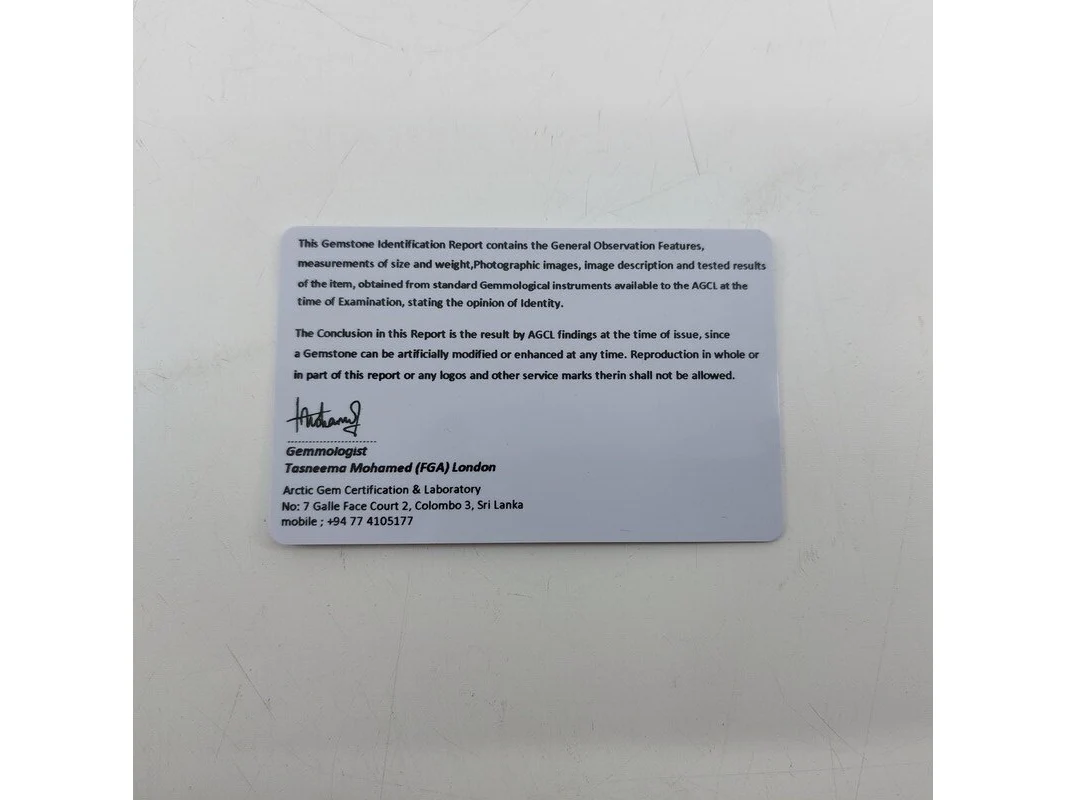 This Gemstone Identification Report contains the General Observation Features,
measurements of size and weight,Photographic images, image description and tested results
of the item, obtained from standard Gemmological instruments available to the AGCL at the
time of Examination, stating the opinion of Identity.
The Conclusion in this Report is the result by AGCL findings at the time of issue, since
a Gemstone can be artificially modified or enhanced at any time. Reproduction in whole or
in part of this report or any logos and other service marks therin shall not be allowed.
Gemmologist
Tasneema Mohamed (FGA) London
Arctic Gem Certification & Laboratory
No: 7 Galle Face Court 2, Colombo 3, Sri Lanka
mobile ; +94 77 4105177